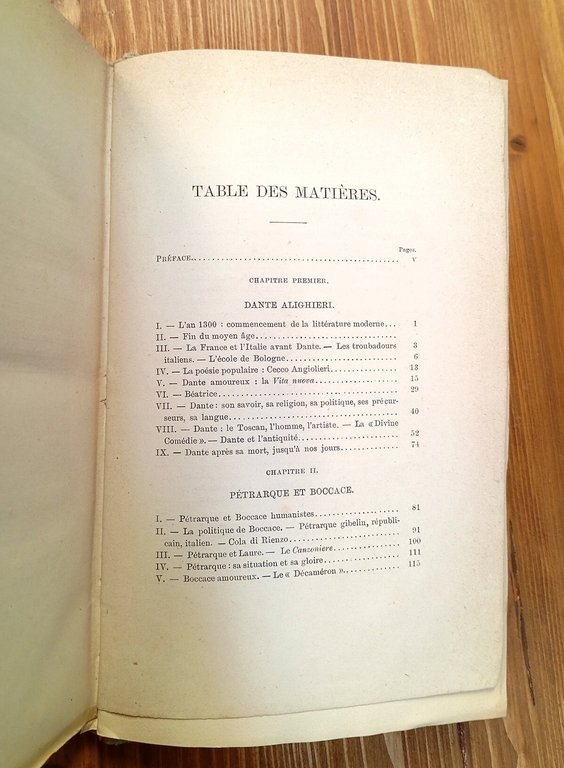 TABLE DES MATIÈRES.
Pages.
PRÉFACE. V
CHAPITRE PREMIER.
DANTE ALIGHIERI.
I. — L'an 1300 : commencement de la littérature moderne... 1
II. — Fin du moyen âge 3
III. — La France et l'Italie avant Dante. — Les troubadours
italiens. — L'école de Bologne 6
IV. — La poésie populaire : Cecco Angiolieri 13
V. — Dante amoureux : la Vita nuova 15
VI. — Béatrice 29
VII. — Dante : son savoir, sa religion, sa politique, ses précur-
seurs, sa langue 40
VIII. — Dante : le Toscan, l'homme, l'artiste. — La « Divine
Comédie ». — Dante et l'antiquité 52
IX. — Dante après sa mort, jusqu'à nos jours 74
CHAPITRE II.
PÉTRARQUE ET BOCCACE.
I. — Pétrarque et Boccace humanistes 81
II. — La politique de Boccace. — Pétrarque gibelin, républi-
cain, italien. — Cola di Rienzo 91
III. — Pétrarque et Laure. — Le Canzoniere 100
IV. — Pétrarque : sa situation et sa gloire 111
V. — Boccace amoureux. — Le « Décaméron » 115